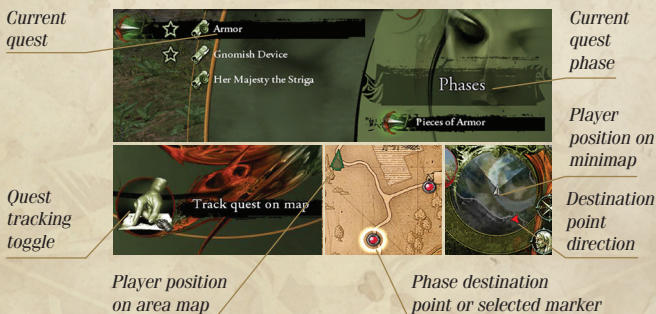 Current
quest
Armor
Gnomish Device
Her Majesty the Striga
Phases
Pieces of Armor
Current
quest
phase
Player
position on
minimap
Quest
tracking
toggle
Track quest on map
Destination
point
direction
Player position
on area map
Phase destination
point or selected marker